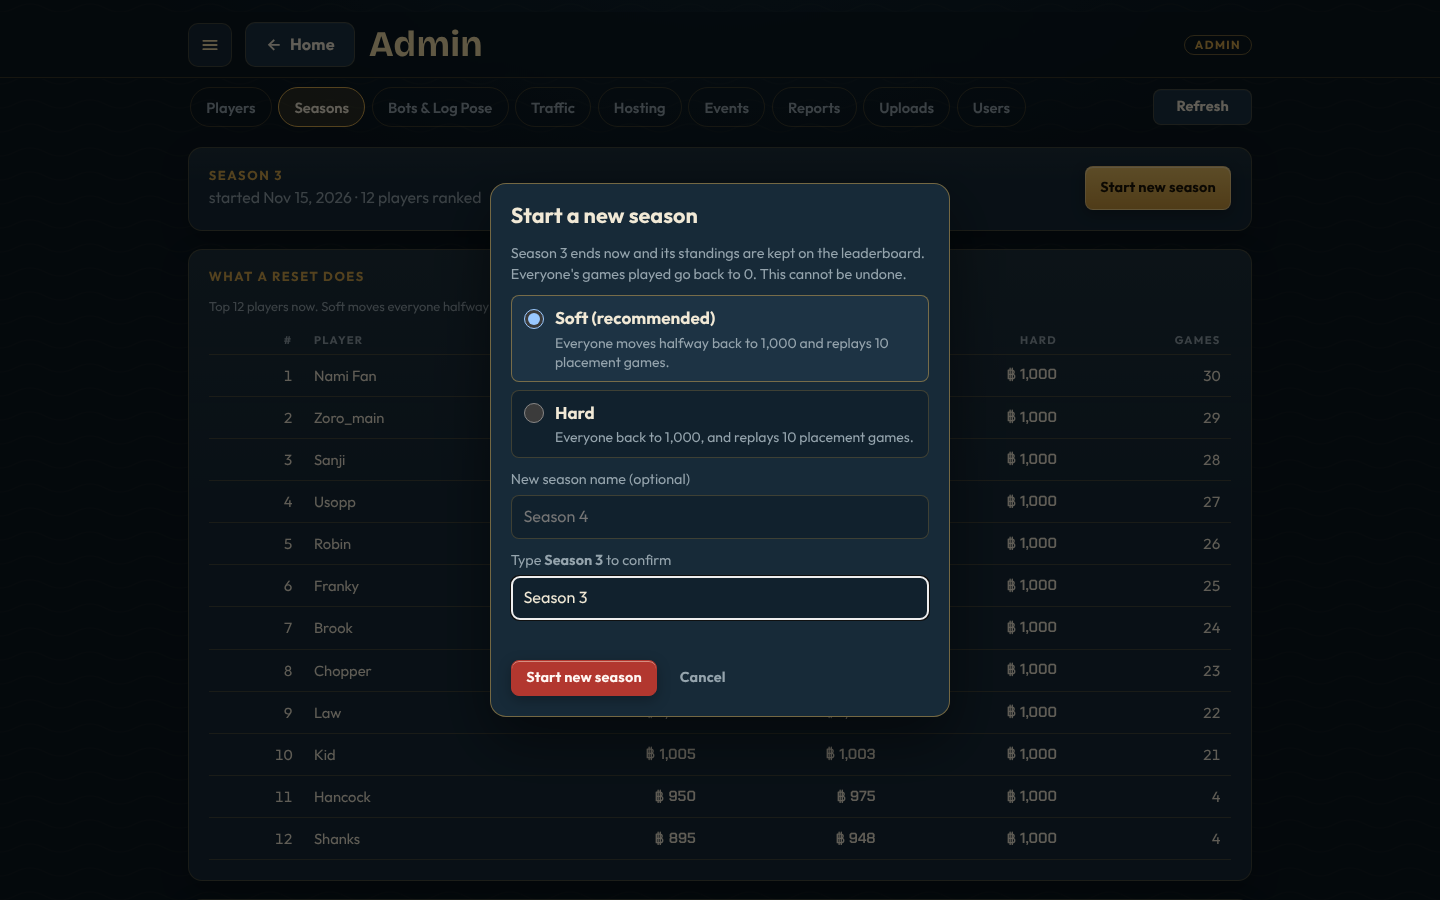 Home
Admin
ADMIN
Players
Seasons
Bots & Log Pose
Traffic
Hosting
Events
Reports
Uploads
Users
Refresh
SEASON 3
started Nov 15, 2026 · 12 players ranked
Start new season
WHAT A RESET DOES
Top 12 players now. Soft moves everyone halfway
# PLAYER HARD GAMES
1 Nami Fan ฿ 1,000 30
2 Zoro_main ฿ 1,000 29
3 Sanji ฿ 1,000 28
4 Usopp ฿ 1,000 27
5 Robin ฿ 1,000 26
6 Franky ฿ 1,000 25
7 Brook ฿ 1,000 24
8 Chopper ฿ 1,000 23
9 Law ฿ 1,000 22
10 Kid ฿ 1,005 ฿ 1,003 ฿ 1,000 21
11 Hancock ฿ 950 ฿ 975 ฿ 1,000 4
12 Shanks ฿ 895 ฿ 948 ฿ 1,000 4
Start a new season
Season 3 ends now and its standings are kept on the leaderboard.
Everyone's games played go back to 0. This cannot be undone.
Soft (recommended)
Everyone moves halfway back to 1,000 and replays 10
placement games.
Hard
Everyone back to 1,000, and replays 10 placement games.
New season name (optional)
Season 4
Type Season 3 to confirm
Season 3
Start new season
Cancel